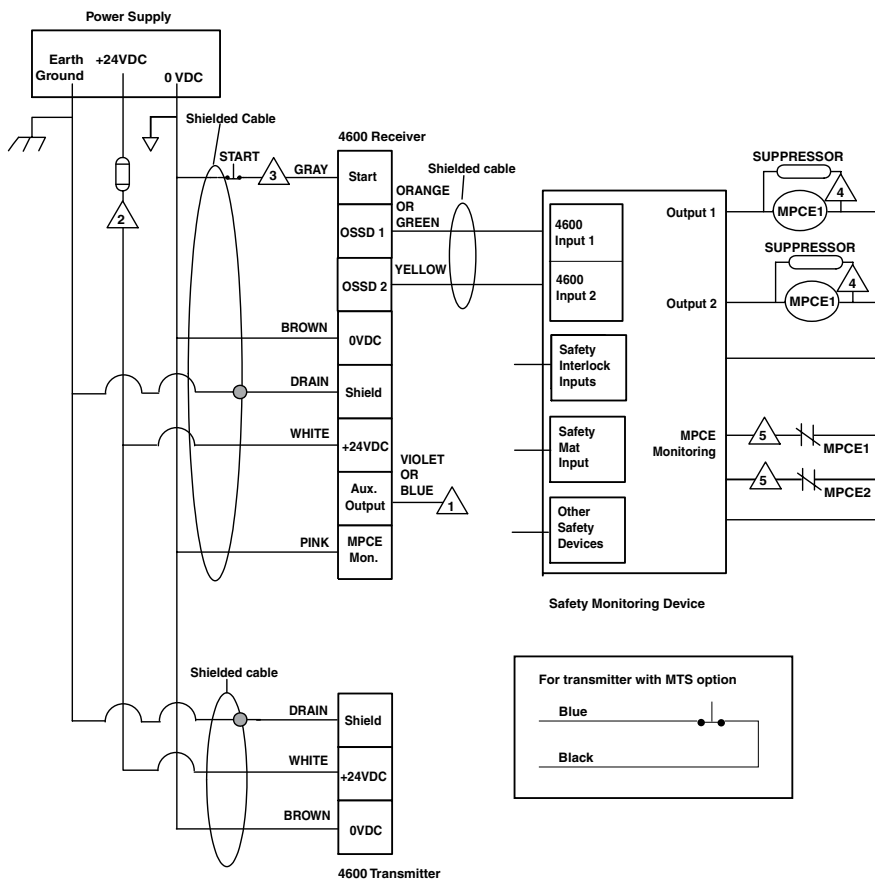 Power Supply
Earth
Ground
+24VDC
0 VDC
Shielded Cable
4600 Receiver
START
3
GRAY
Start
ORANGE
OR
GREEN
Shielded cable
OSSD 1
YELLOW
OSSD 2
2
BROWN
0VDC
DRAIN
Shield
WHITE
+24VDC
VIOLET
OR
BLUE
1
Aux.
Output
PINK
MPCE
Mon.
4600
Input 1
4600
Input 2
Safety
Interlock
Inputs
Safety
Mat
Input
Other
Safety
Devices
Output 1
Output 2
MPCE
Monitoring
SUPPRESSOR
4
MPCE1
SUPPRESSOR
4
MPCE1
5
MPCE1
5
MPCE2
Safety Monitoring Device
Shielded cable
DRAIN
Shield
WHITE
+24VDC
BROWN
0VDC
4600 Transmitter
For transmitter with MTS option
Blue
Black